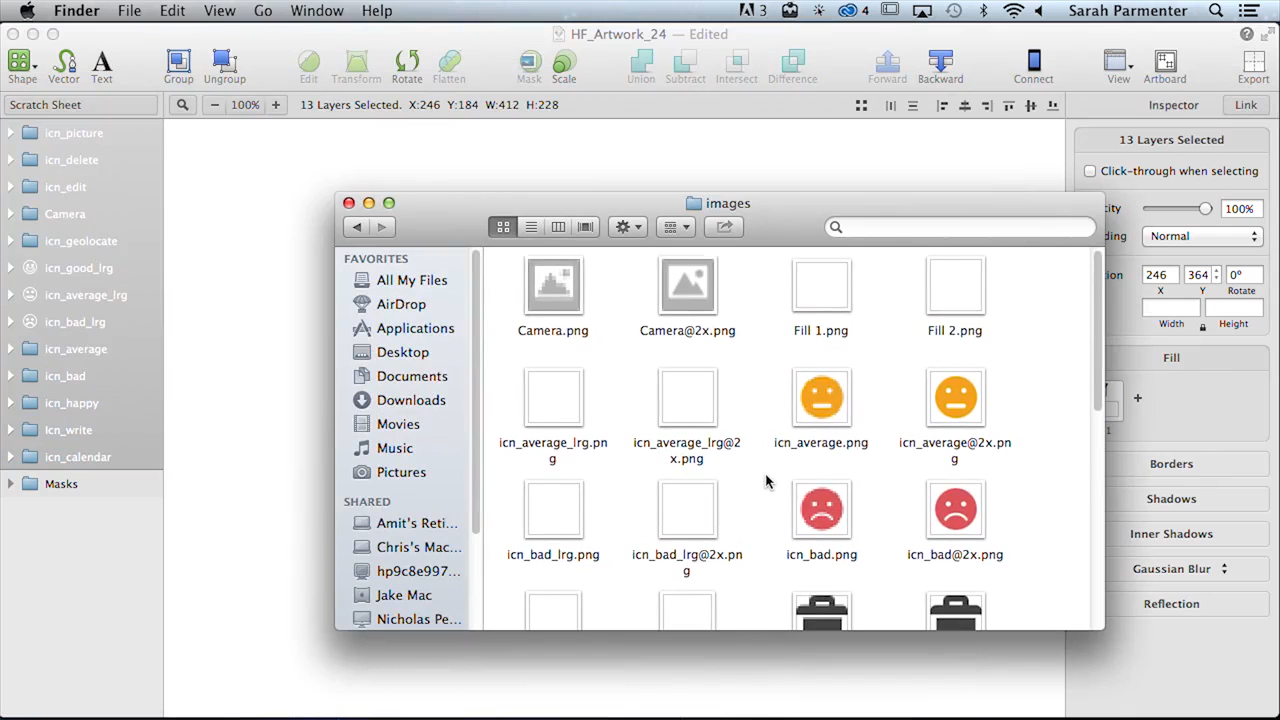 Finder File Edit View Go Window Help 3 4 Sarah Parmenter
HF_Artwork_24 — Edited
Shape Vector Text Group Ungroup Edit Transform Rotate Flatten Mask Scale Union Subtract Intersect Difference Forward Backward Connect View Artboard Export
Scratch Sheet 100% 13 Layers Selected. X:246 Y:184 W:412 H:228 Inspector Link
icn_picture
icn_delete
icn_edit
Camera
icn_geolocate
icn_good_lrg
icn_average_lrg
icn_bad_lrg
icn_average
icn_bad
icn_happy
icn_write
icn_calendar
Masks
images
FAVORITES
All My Files
AirDrop
Applications
Desktop
Documents
Downloads
Movies
Music
Pictures
SHARED
Amit's Reti...
Chris's Mac...
hp9c8e997...
Jake Mac
Nicholas Pe...
Camera.png Camera@2x.png Fill 1.png Fill 2.png
icn_average_lrg.pn icn_average_lrg@2 icn_average.png icn_average@2x.pn
g x.png g
icn_bad_lrg.png icn_bad_lrg@2x.pn icn_bad.png icn_bad@2x.png
g
13 Layers Selected
Click-through when selecting
city 100%
ding Normal
tion 246 364 0°
X Y Rotate
Width Height
Fill
1
Borders
Shadows
Inner Shadows
Gaussian Blur
Reflection